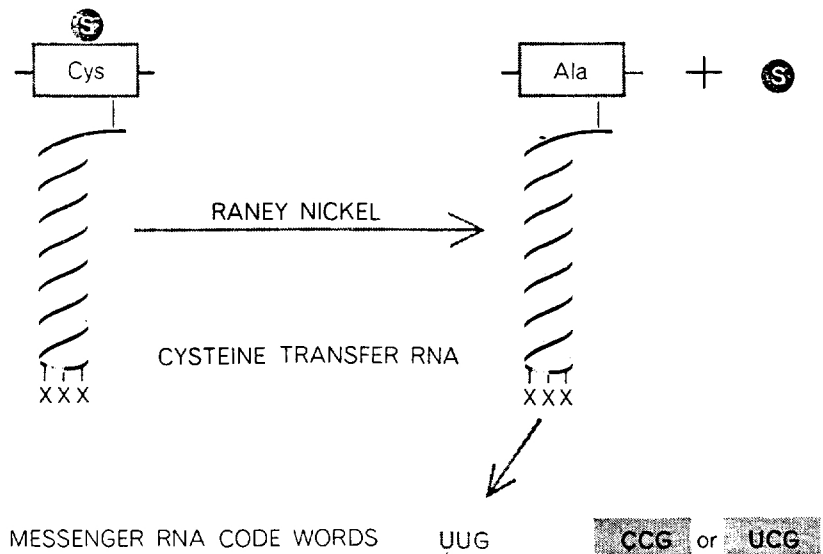 S
Cys
Ala + S
RANEY NICKEL
CYSTEINE TRANSFER RNA
XXX XXX
MESSENGER RNA CODE WORDS UUG CCG or UCG